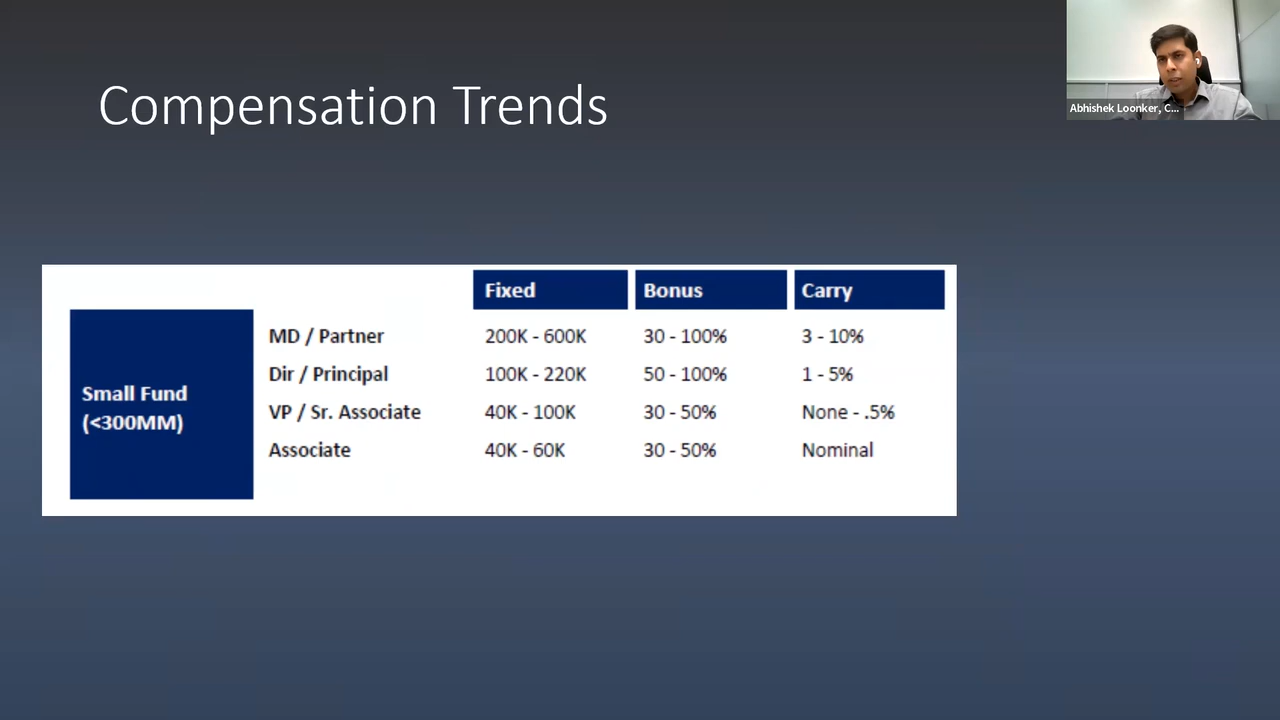 Compensation Trends
Abhishek Loonker, C...
Fixed Bonus Carry
MD / Partner 200K - 600K 30 - 100% 3 - 10%
Dir / Principal 100K - 220K 50 - 100% 1 - 5%
Small Fund
(<300MM)
VP / Sr. Associate 40K - 100K 30 - 50% None - .5%
Associate 40K - 60K 30 - 50% Nominal